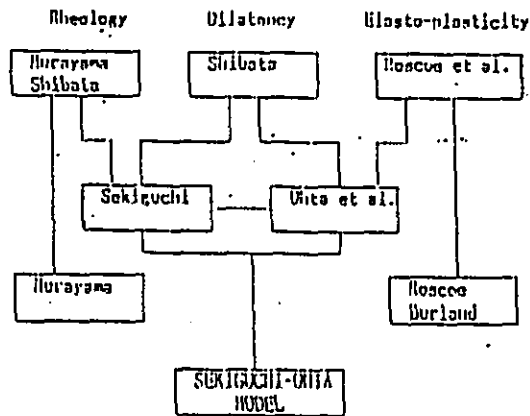 Rheology Dilatancy Elasto-plasticity
Murayama
Shibata
Shibata
Roscoe et al.
Sekiguchi
Ohta et al.
Murayama
Roscoe
Burland
SEKIGUCHI-OHTA
MODEL